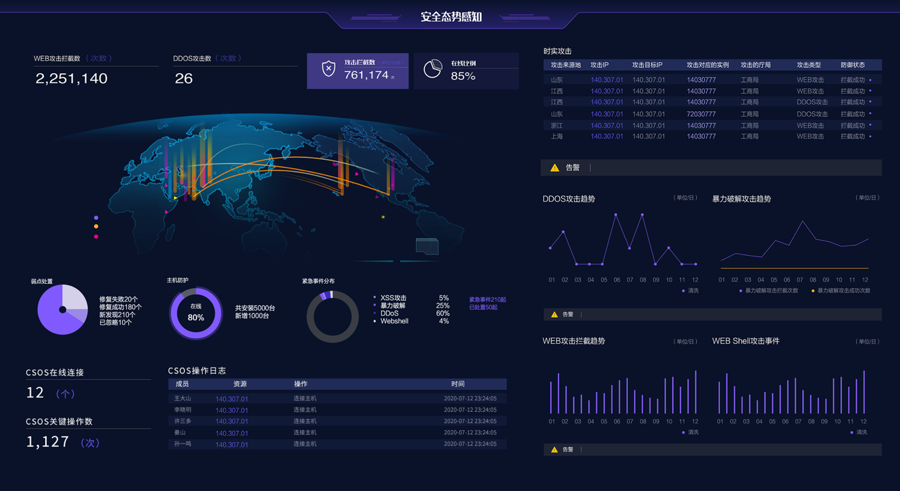 安全态势感知
WEB攻击拦截数（次数）
2,251,140
DDOS攻击数（次数）
26
攻击拦截数
761,174
在线比例
85%
时实攻击
攻击来源地 攻击IP 攻击目标IP 攻击对应的实例 攻击的厅局 攻击类型 防御状态
山东 140.307.01 140.307.01 14030777 工商局 WEB攻击 拦截成功
江西 140.307.01 140.307.01 14030777 工商局 WEB攻击 拦截成功
江西 140.307.01 140.307.01 14030777 工商局 DDOS攻击 拦截成功
山东 140.307.01 140.307.01 72030777 工商局 DDOS攻击 拦截成功
浙江 140.307.01 140.307.01 14030777 工商局 WEB攻击 拦截成功
上海 140.307.01 140.307.01 14030777 工商局 WEB攻击 拦截成功
告警
DDOS攻击趋势
（单位/日）
01 02 03 04 05 06 07 08 09 10 11 12
清洗
暴力破解攻击趋势
（单位/日）
01 02 03 04 05 06 07 08 09 10 11 12
暴力破解攻击拦截次数
暴力破解攻击成功次数
告警
WEB攻击拦截趋势
（单位/日）
01 02 03 04 05 06 07 08 09 10 11 12
清洗
WEB Shell攻击事件
（单位/日）
01 02 03 04 05 06 07 08 09 10 11 12
清洗
告警
弱点处置
修复失败20个
修复成功180个
新发现210个
已忽略10个
主机防护
在线
80%
共安装5000台
新增1000台
紧急事件分布
XSS攻击 5%
暴力破解 25%
DDoS 60%
Webshell 4%
紧急事件210起
已处置50起
CSOS在线连接
12（个）
CSOS关键操作数
1,127（次）
CSOS操作日志
成员 资源 操作 时间
王大山 140.307.01 连接主机 2020-07-12 23:24:05
李晓明 140.307.01 连接主机 2020-07-12 23:24:05
许三多 140.307.01 连接主机 2020-07-12 23:24:05
姜山 140.307.01 连接主机 2020-07-12 23:24:05
孙一鸣 140.307.01 连接主机 2020-07-12 23:24:05